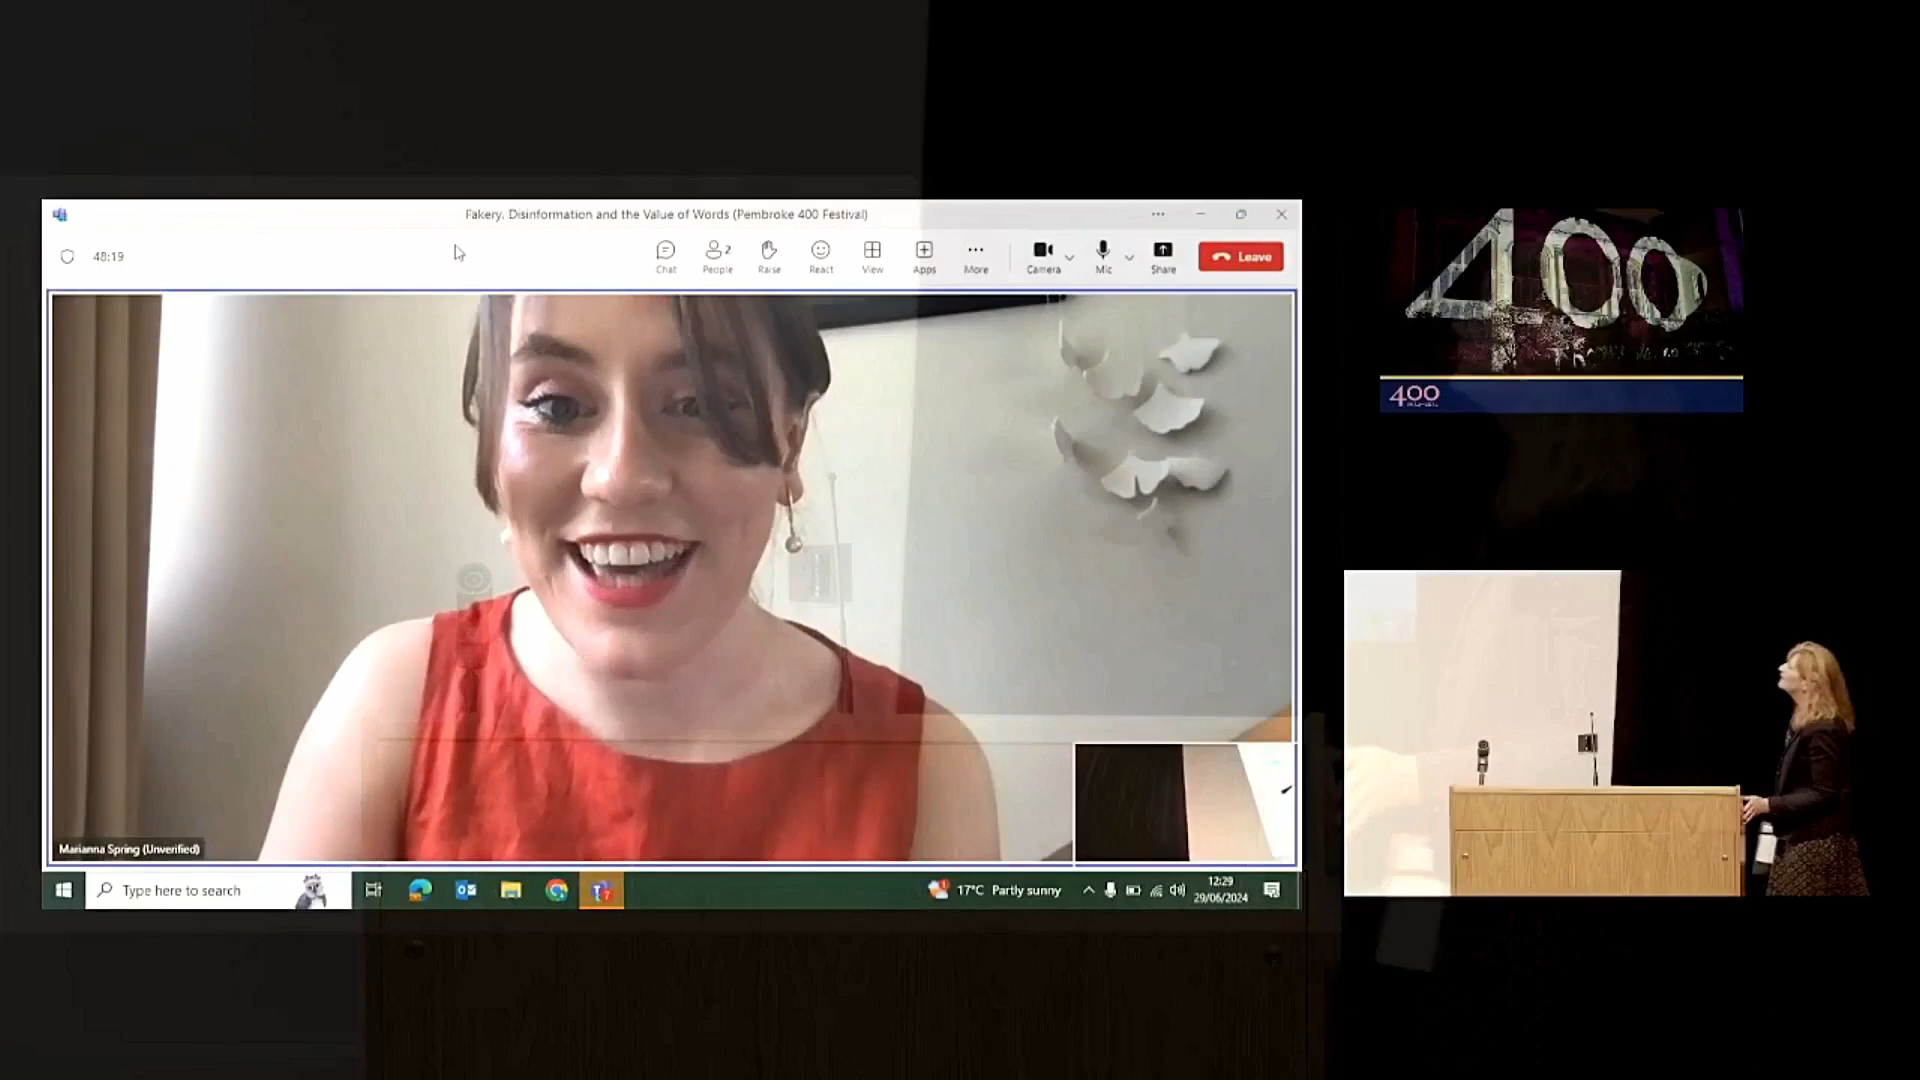 Fakery, Disinformation and the Value of Words (Pembroke 400 Festival)
48:19
2
Chat People Raise React View Apps More Camera Mic Share Leave
400
400
Marianna Spring (Unverified)
Type here to search
7
17°C Partly sunny
12:29
29/06/2024